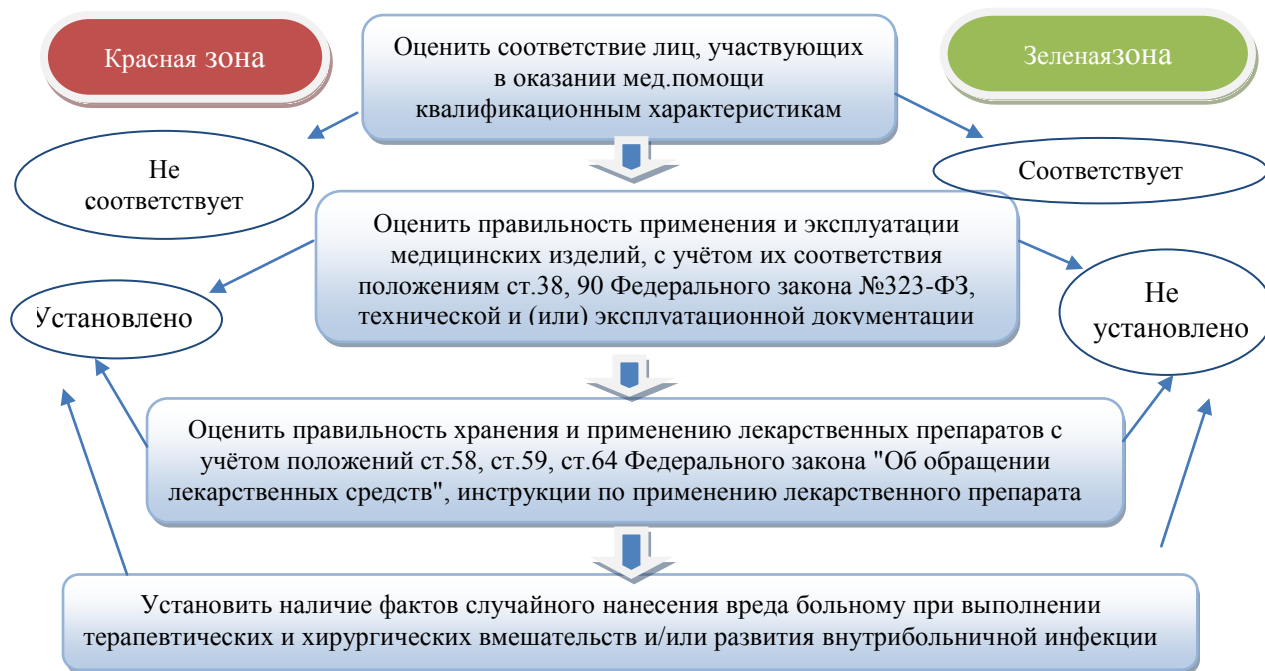 Красная зона
Оценить соответствие лиц, участвующих
в оказании мед.помощи
квалификационным характеристикам
Зеленаязона
Не
соответствует
Соответствует
Оценить правильность применения и эксплуатации
медицинских изделий, с учётом их соответствия
положениям ст.38, 90 Федерального закона №323-ФЗ,
технической и (или) эксплуатационной документации
Установлено
Не
установлено
Оценить правильность хранения и применению лекарственных препаратов с
учётом положений ст.58, ст.59, ст.64 Федерального закона "Об обращении
лекарственных средств", инструкции по применению лекарственного препарата
Установить наличие фактов случайного нанесения вреда больному при выполнении
терапевтических и хирургических вмешательств и/или развития внутрибольничной инфекции